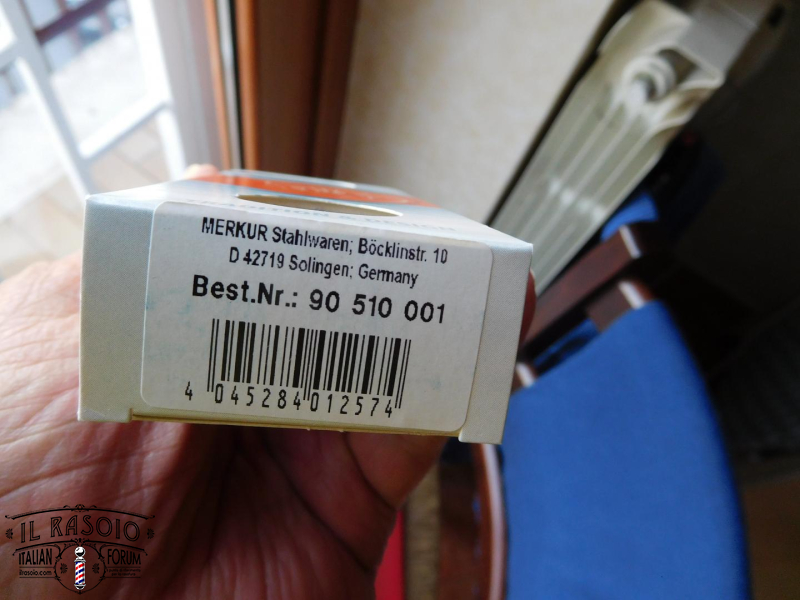 MERKUR Stahlwaren; Böcklinstr. 10
D 42719 Solingen; Germany
Best.Nr.: 90 510 001
4 045284 012574
IL RASOIO
ITALIAN FORUM
ilrasoio.com